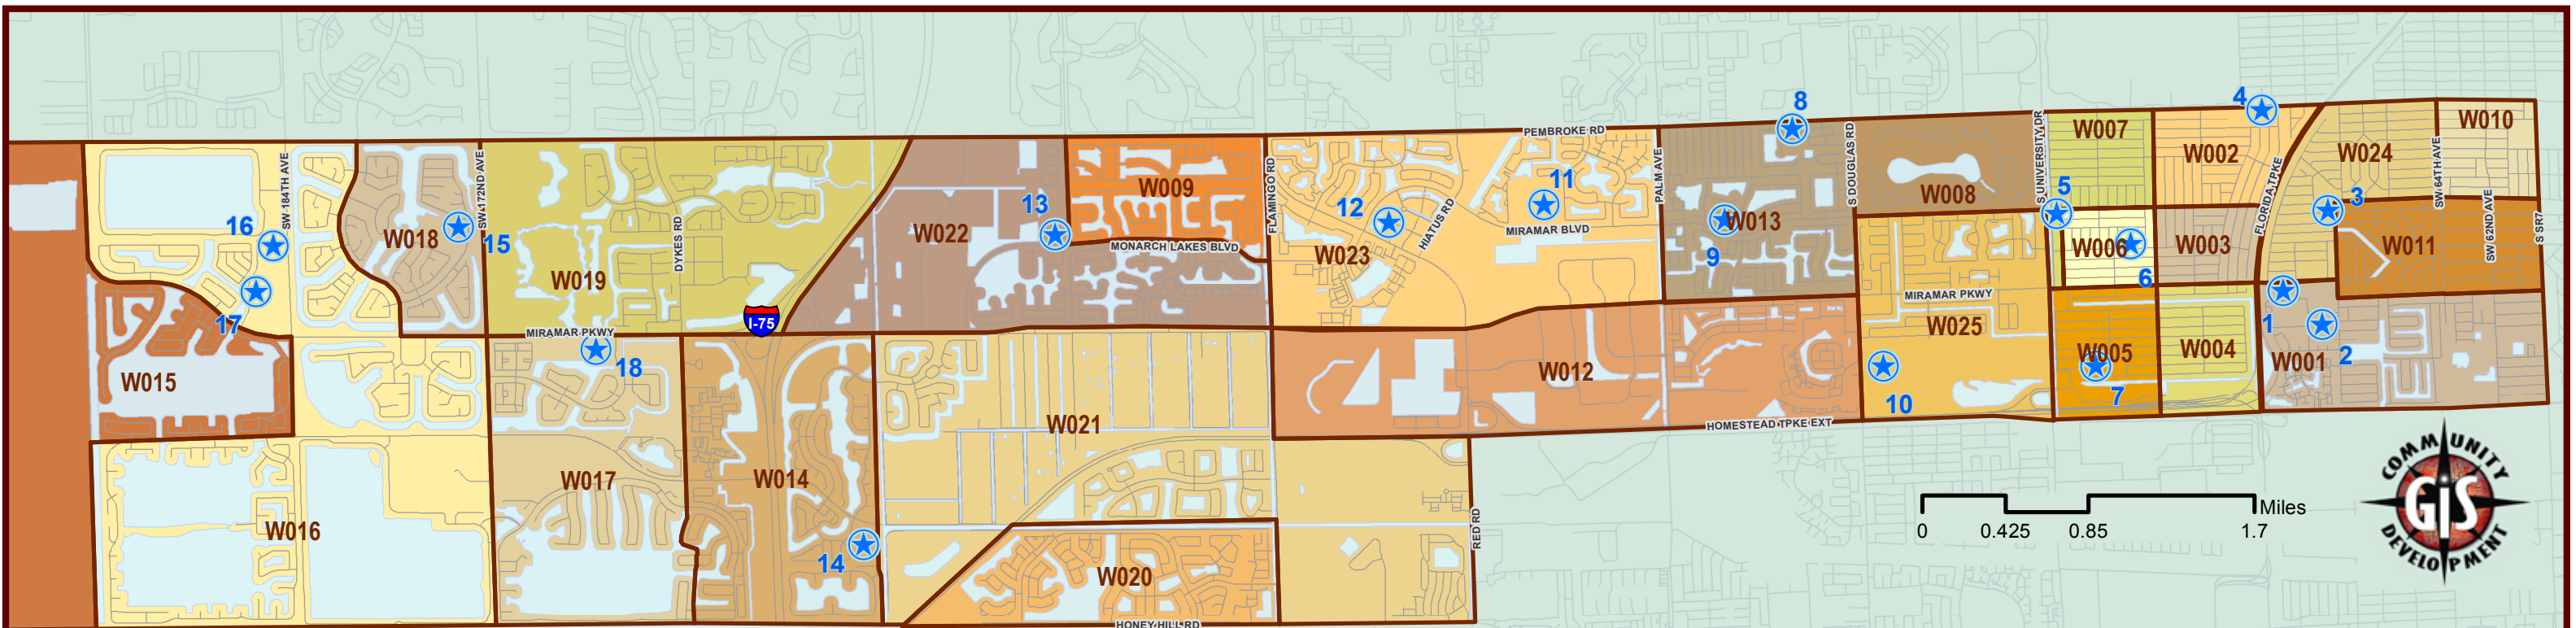 4
8
PEMBROKE RD
W007
W010
W002
W024
SW 184TH AVE
SW 172ND AVE
FLAMINGO RD
PALM AVE
S DOUGLAS RD
S UNIVERSITY DR
FLORIDA TPKE
SW 64TH AVE
SW 62ND AVE
S SR7
W009
11
W008
5
3
16
W018
15
DYKES RD
W022
13
MONARCH LAKES BLVD
12
HIATUS RD
MIRAMAR BLVD
W023
W013
9
W006
6
W003
W011
W019
17
I-75
MIRAMAR PKWY
MIRAMAR PKWY
W025
1
2
W015
18
W012
W005
7
W004
W001
10
W021
HOMESTEAD TPKE EXT
W017
W014
W016
14
W020
RED RD
HONEY HILL RD
Miles
0 0.425 0.85 1.7
COMMUNITY
GIS
DEVELOPMENT